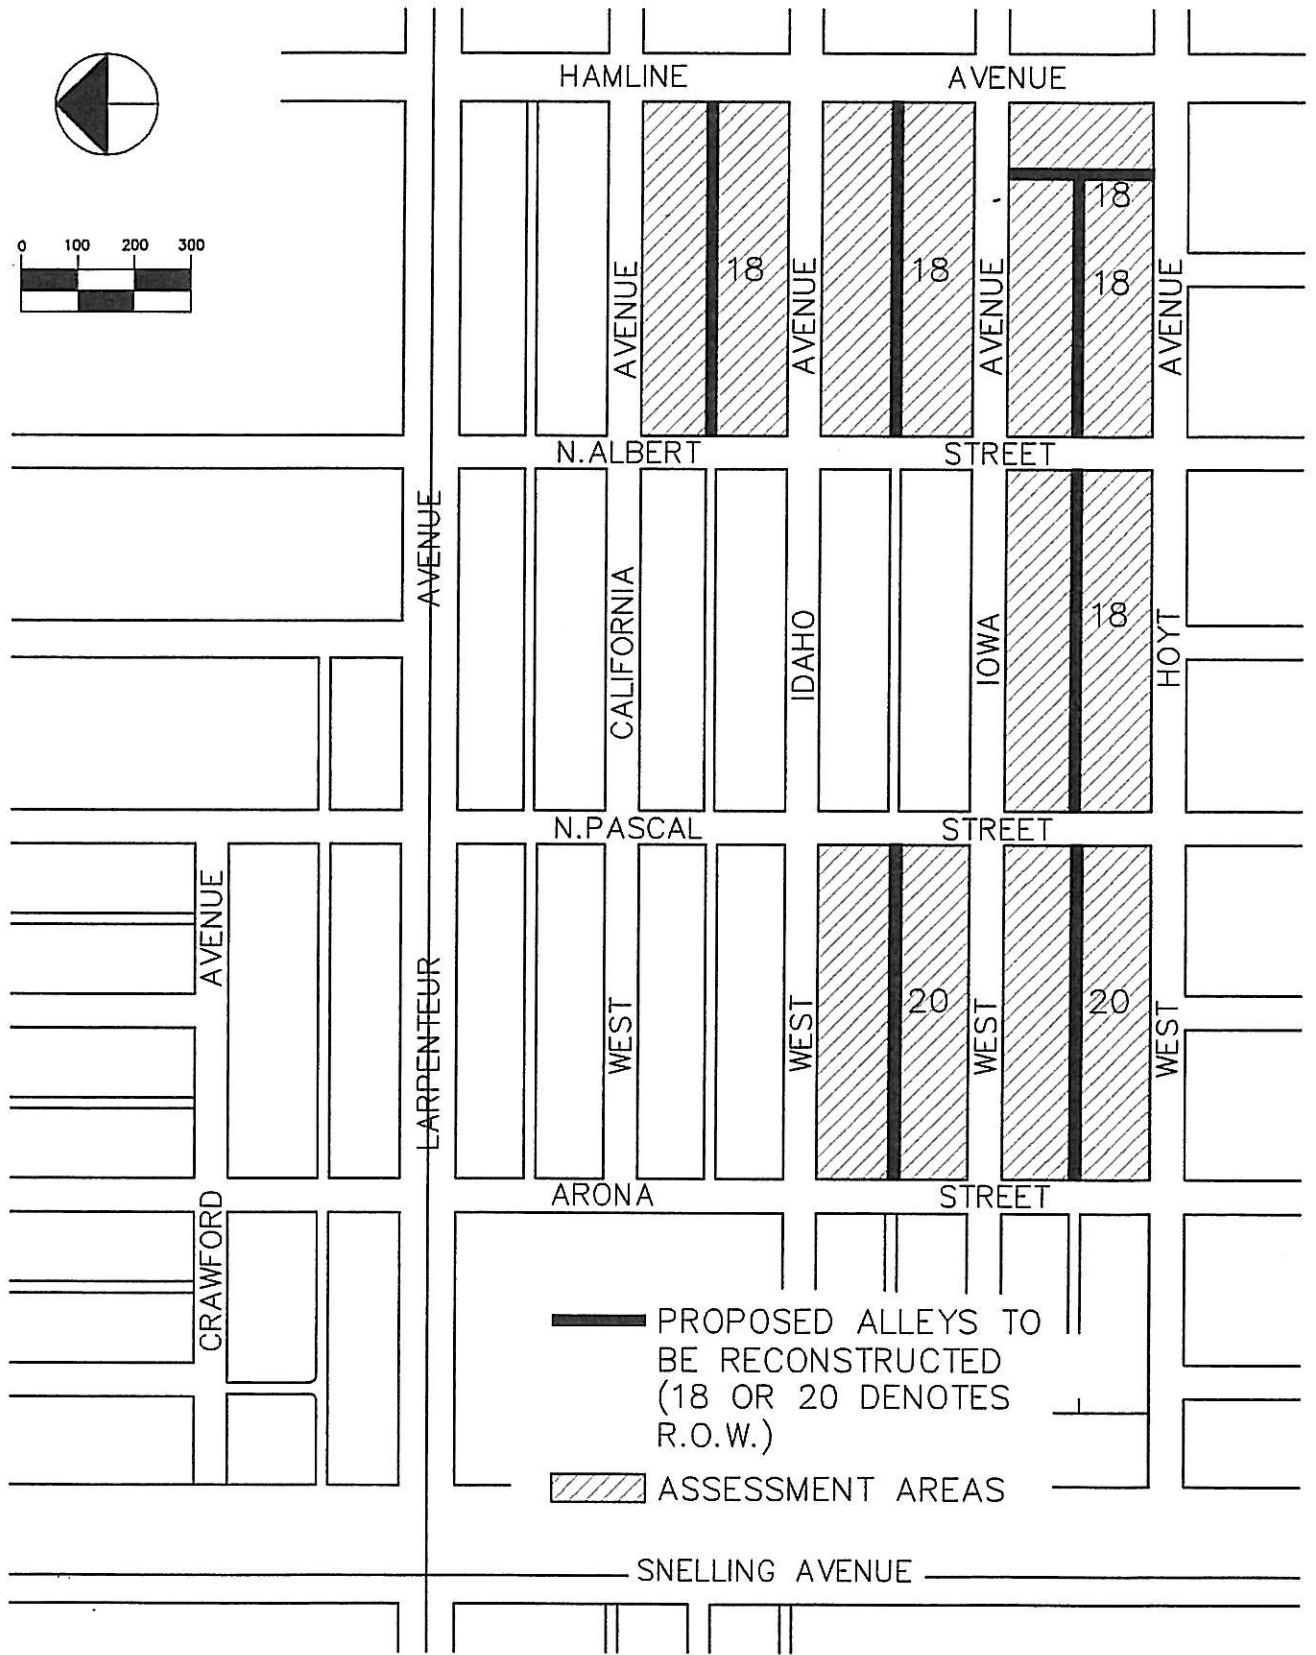 HAMLINE AVENUE
0 100 200 300
18
18
18
18
AVENUE
AVENUE
AVENUE
AVENUE
N.ALBERT STREET
AVENUE
CALIFORNIA
IDAHO
IOWA
18
HOYT
N.PASCAL STREET
AVENUE
LARPENTEUR
WEST
WEST
20
WEST
20
WEST
ARONA STREET
CRAWFORD
PROPOSED ALLEYS TO
BE RECONSTRUCTED
(18 OR 20 DENOTES
R.O.W.)
ASSESSMENT AREAS
SNELLING AVENUE